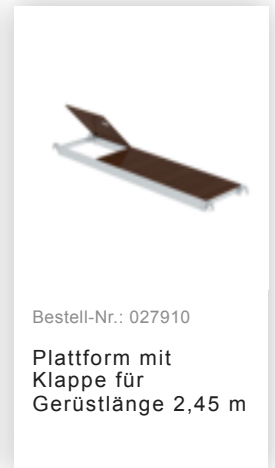 Bestell-Nr.: 027910
Plattform mit
Klappe für
Gerüstlänge 2,45 m